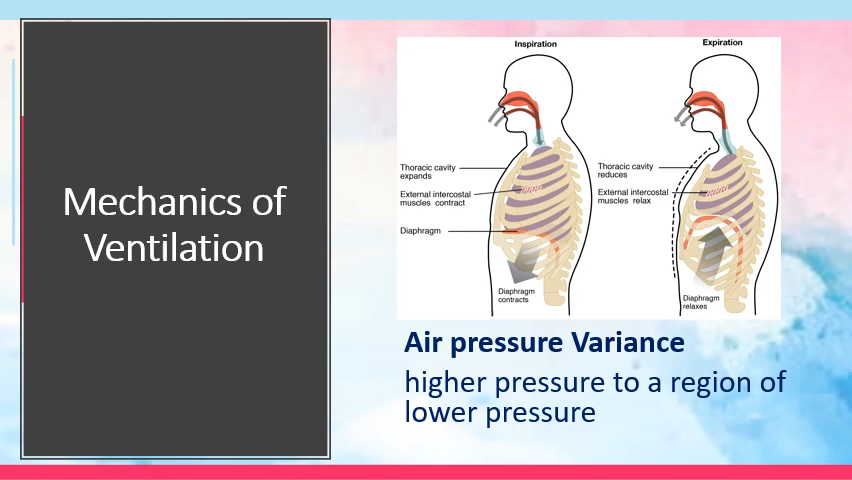 Mechanics of
Ventilation
Inspiration
Thoracic cavity
expands
External intercostal
muscles contract
Diaphragm
Diaphragm
contracts
Expiration
Thoracic cavity
reduces
External intercostal
muscles relax
Diaphragm
relaxes
Air pressure Variance
higher pressure to a region of
lower pressure